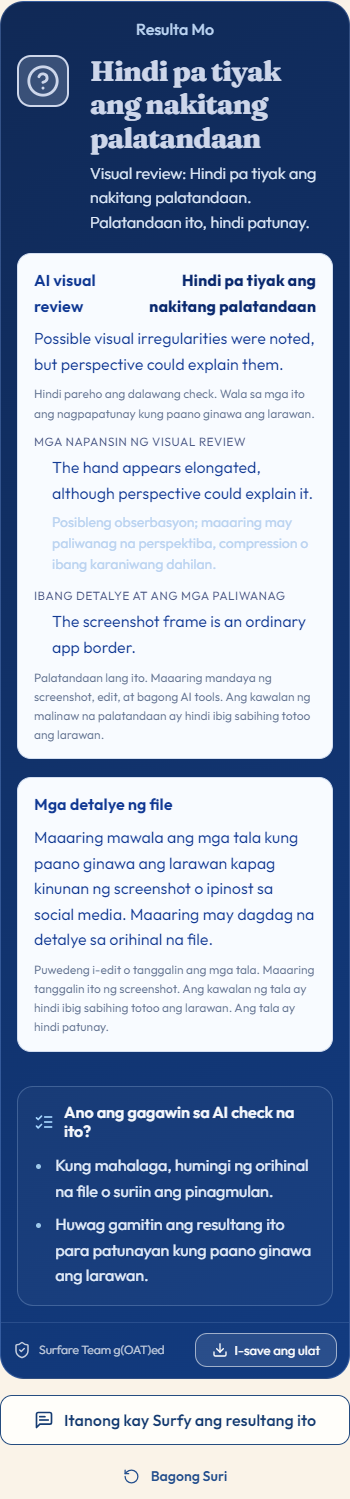 Resulta Mo
Hindi pa tiyak
ang nakitang
palatandaan
Visual review: Hindi pa tiyak ang
nakitang palatandaan.
Palatandaan ito, hindi patunay.
AI visual
review
Hindi pa tiyak ang
nakitang palatandaan
Possible visual irregularities were noted,
but perspective could explain them.
Hindi pareho ang dalawang check. Wala sa mga ito
ang nagpapatunay kung paano ginawa ang larawan.
MGA NAPANSIN NG VISUAL REVIEW
The hand appears elongated,
although perspective could explain it.
Posibleng obserbasyon; maaaring may
paliwanag na perspektiba, compression o
ibang karaniwang dahilan.
IBANG DETALYE AT ANG MGA PALIWANAG
The screenshot frame is an ordinary
app border.
Palatandaan lang ito. Maaaring mandaya ng
screenshot, edit, at bagong AI tools. Ang kawalan ng
malinaw na palatandaan ay hindi ibig sabihing totoo
ang larawan.
Mga detalye ng file
Maaaring mawala ang mga tala kung
paano ginawa ang larawan kapag
kinunan ng screenshot o ipinost sa
social media. Maaaring may dagdag na
detalye sa orihinal na file.
Puwedeng i-edit o tanggalin ang mga tala. Maaaring
tanggalin ito ng screenshot. Ang kawalan ng tala ay
hindi ibig sabihing totoo ang larawan. Ang tala ay
hindi patunay.
Ano ang gagawin sa AI check na
ito?
• Kung mahalaga, humingi ng orihinal
na file o suriin ang pinagmulan.
• Huwag gamitin ang resultang ito
para patunayan kung paano ginawa
ang larawan.
Surfare Team g(OAT)ed
I-save ang ulat
Itanong kay Surfy ang resultang ito
Bagong Suri